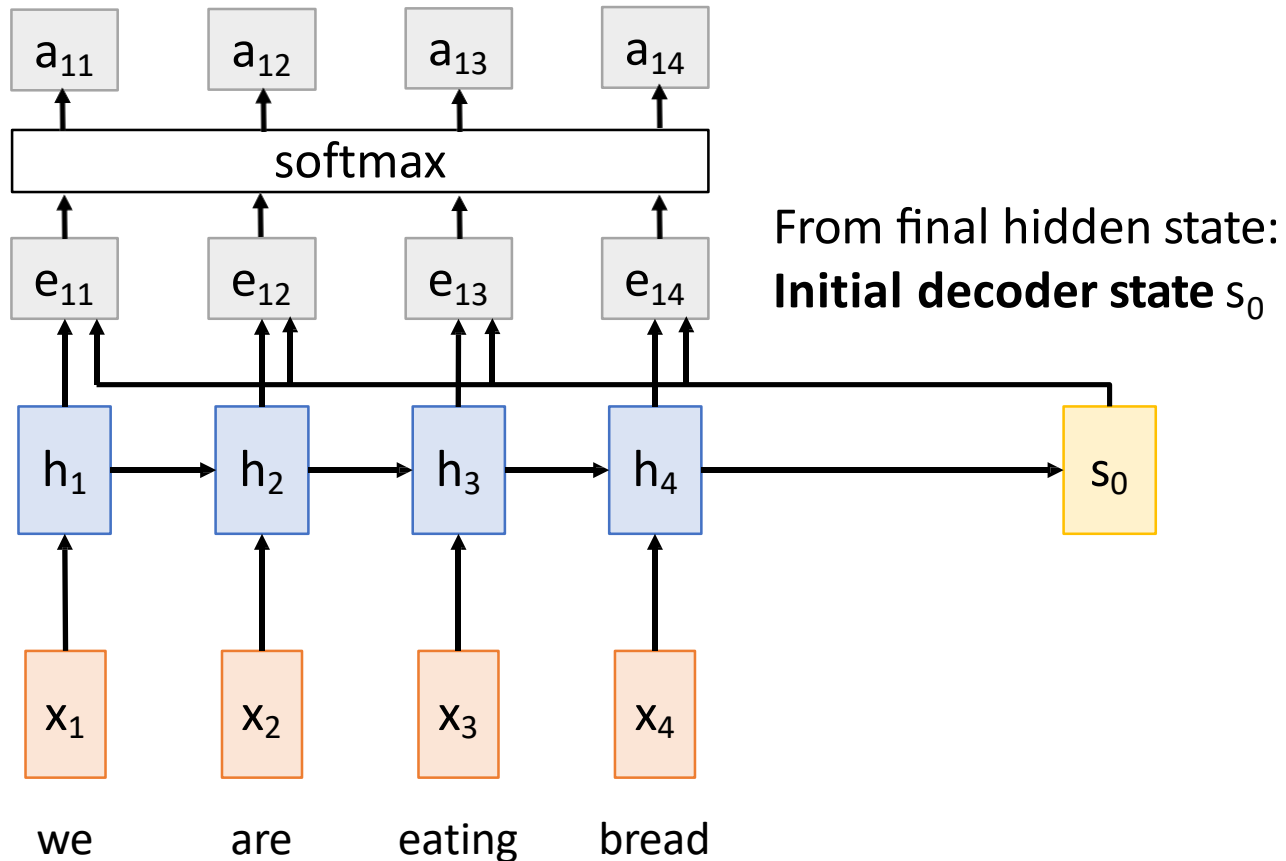 a₁₁ a₁₂ a₁₃ a₁₄
softmax
e₁₁ e₁₂ e₁₃ e₁₄
From final hidden state:
Initial decoder state s₀
h₁ h₂ h₃ h₄ s₀
x₁ x₂ x₃ x₄
we are eating bread